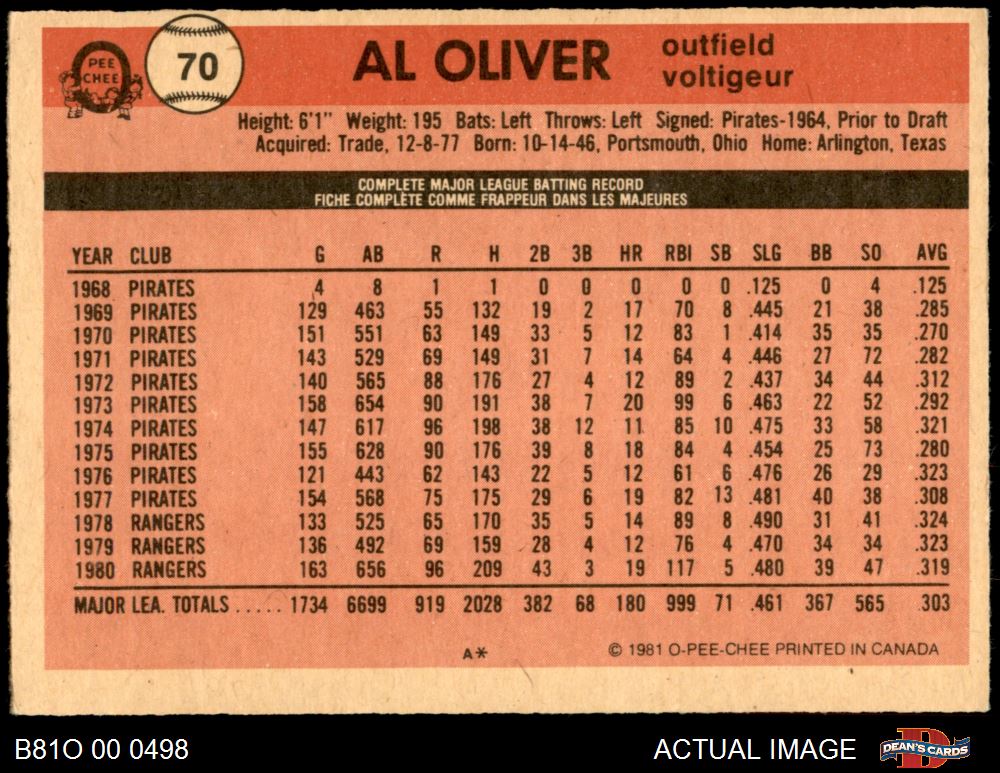 PEE
CHEE
70
AL OLIVER
outfield
voltigeur
Height: 6'1" Weight: 195 Bats: Left Throws: Left Signed: Pirates-1964, Prior to Draft
Acquired: Trade, 12-8-77 Born: 10-14-46, Portsmouth, Ohio Home: Arlington, Texas
COMPLETE MAJOR LEAGUE BATTING RECORD
FICHE COMPLÈTE COMME FRAPPEUR DANS LES MAJEURES
YEAR CLUB G AB R H 2B 3B HR RBI SB SLG BB SO AVG
1968 PIRATES 4 8 1 1 0 0 0 0 0 .125 0 4 .125
1969 PIRATES 129 463 55 132 19 2 17 70 8 .445 21 38 .285
1970 PIRATES 151 551 63 149 33 5 12 83 1 .414 35 35 .270
1971 PIRATES 143 529 69 149 31 7 14 64 4 .446 27 72 .282
1972 PIRATES 140 565 88 176 27 4 12 89 2 .437 34 44 .312
1973 PIRATES 158 654 90 191 38 7 20 99 6 .463 22 52 .292
1974 PIRATES 147 617 96 198 38 12 11 85 10 .475 33 58 .321
1975 PIRATES 155 628 90 176 39 8 18 84 4 .454 25 73 .280
1976 PIRATES 121 443 62 143 22 5 12 61 6 .476 26 29 .323
1977 PIRATES 154 568 75 175 29 6 19 82 13 .481 40 38 .308
1978 RANGERS 133 525 65 170 35 5 14 89 8 .490 31 41 .324
1979 RANGERS 136 492 69 159 28 4 12 76 4 .470 34 34 .323
1980 RANGERS 163 656 96 209 43 3 19 117 5 .480 39 47 .319
MAJOR LEA. TOTALS ..... 1734 6699 919 2028 382 68 180 999 71 .461 367 565 .303
A*
© 1981 O-PEE-CHEE PRINTED IN CANADA
B81O 00 0498
ACTUAL IMAGE
DEAN'S CARDS